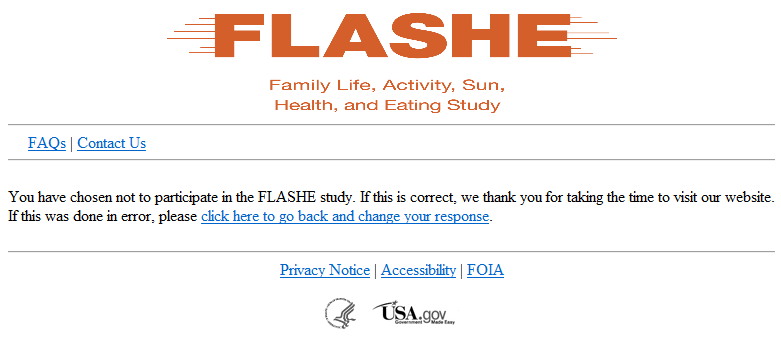 FLASHE
Family Life, Activity, Sun,
Health, and Eating Study
FAQs | Contact Us
You have chosen not to participate in the FLASHE study. If this is correct, we thank you for taking the time to visit our website.
If this was done in error, please click here to go back and change your response.
Privacy Notice | Accessibility | FOIA
USA.gov
Government Made Easy